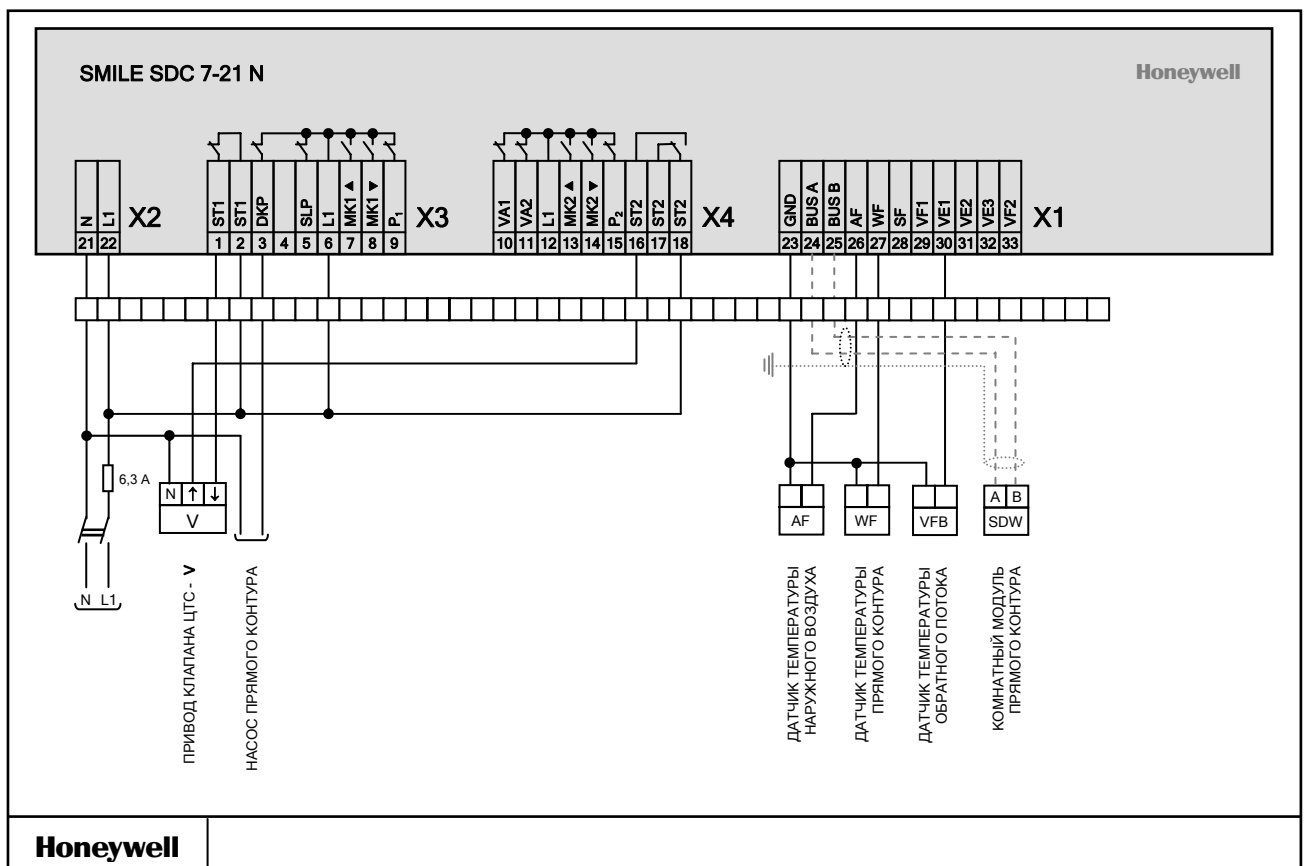 SMILE SDC 7-21 N
Honeywell
N L1 X2
21 22
ST1 ST1 DKP SLP L1 MK1 ▲ MK1 ▼ P1 X3
1 2 3 4 5 6 7 8 9
VA1 VA2 L1 MK2 ▲ MK2 ▼ P2 ST2 ST2 ST2 X4
10 11 12 13 14 15 16 17 18
GND BUS A BUS B AF WF SF VF1 VE1 VE2 VE3 VF2 X1
23 24 25 26 27 28 29 30 31 32 33
6,3 A
N ↑ ↓
V
A B
AF WF VFB SDW
N L1
ПРИВОД КЛАПАНА ЦТС - V
НАСОС ПРЯМОГО КОНТУРА
ДАТЧИК ТЕМПЕРАТУРЫ
НАРУЖНОГО ВОЗДУХА
ДАТЧИК ТЕМПЕРАТУРЫ
ПРЯМОГО КОНТУРА
ДАТЧИК ТЕМПЕРАТУРЫ
ОБРАТНОГО ПОТОКА
КОМНАТНЫЙ МОДУЛЬ
ПРЯМОГО КОНТУРА
Honeywell